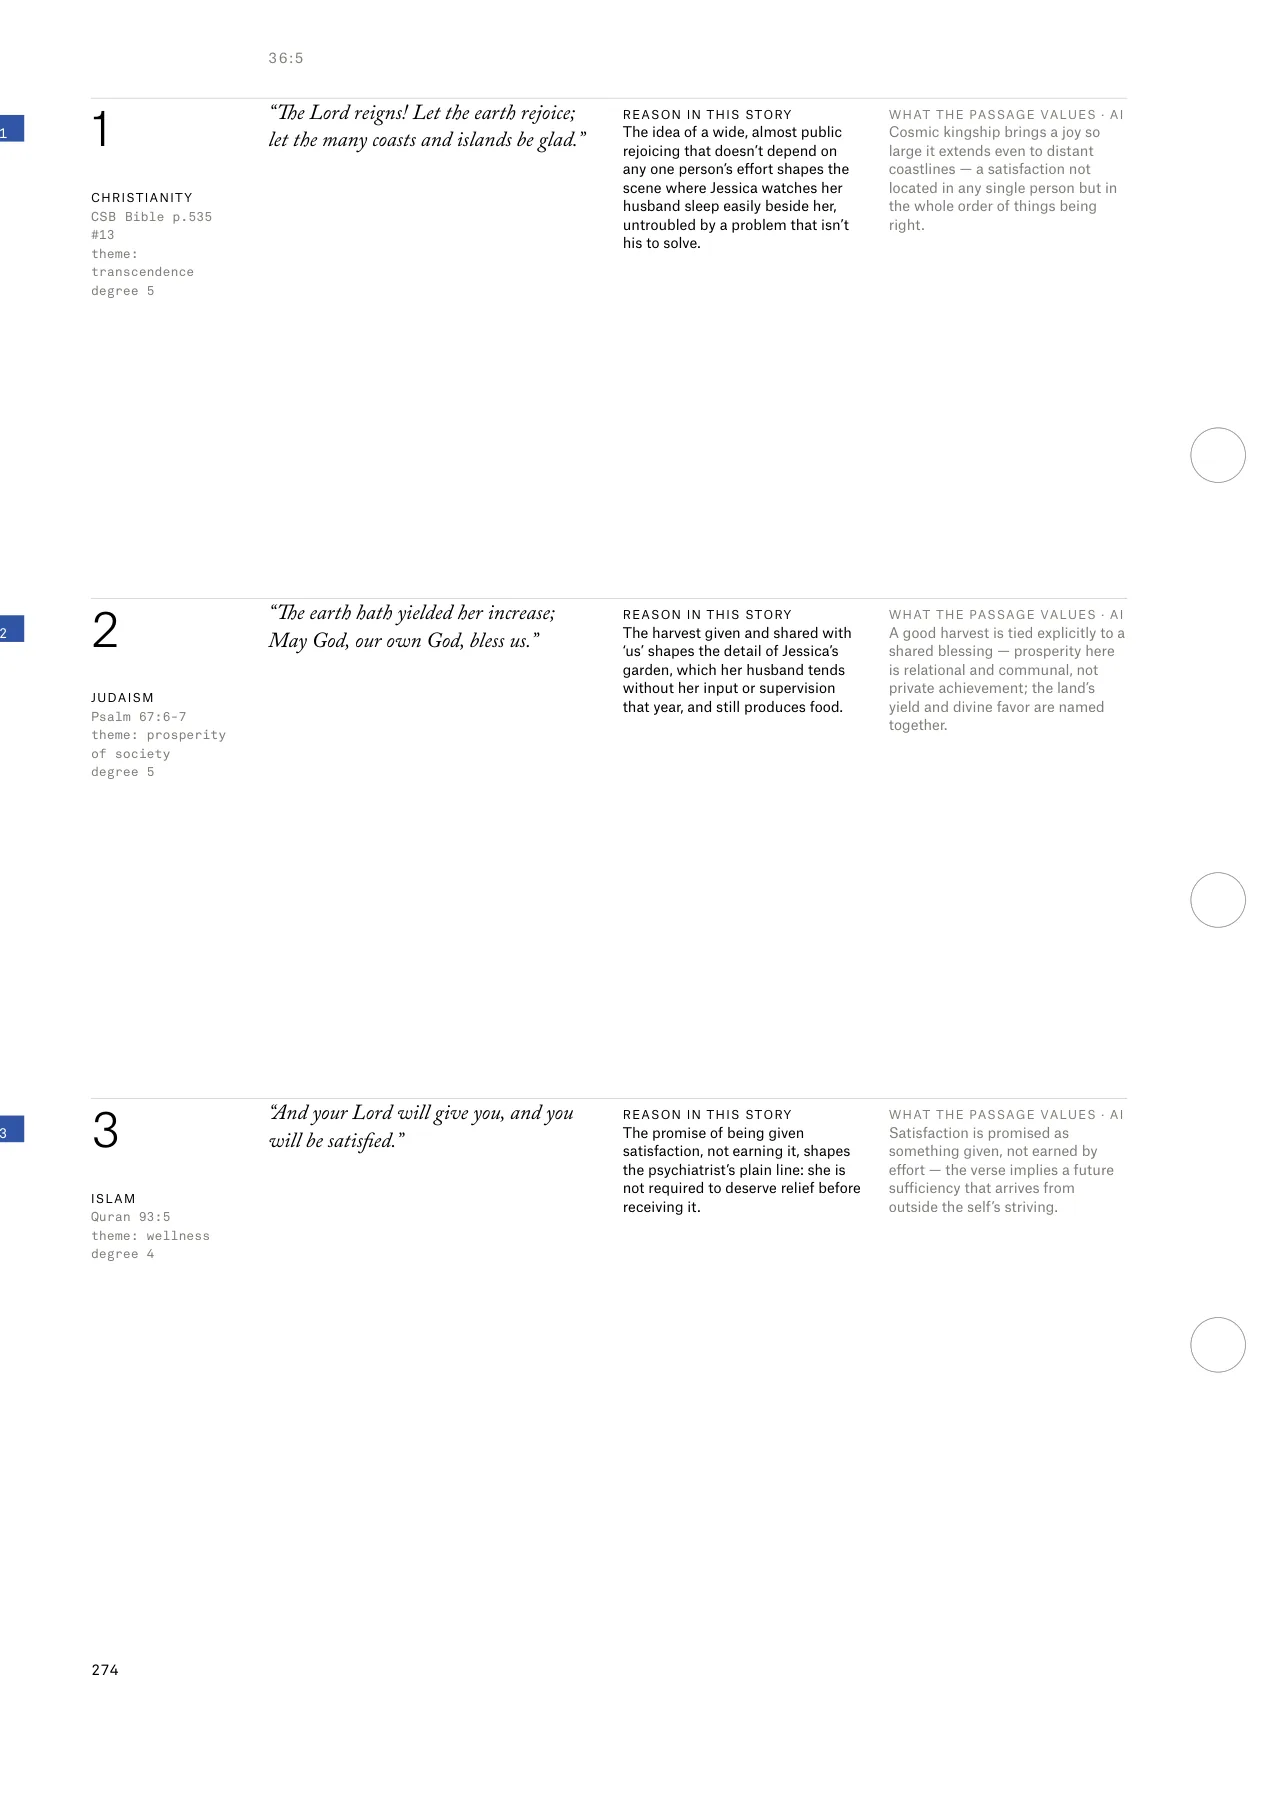 36:5
1
1
CHRISTIANITY
CSB Bible p.535
#13
theme:
transcendence
degree 5
“The Lord reigns! Let the earth rejoice;
let the many coasts and islands be glad.”
REASON IN THIS STORY
The idea of a wide, almost public
rejoicing that doesn’t depend on
any one person’s effort shapes the
scene where Jessica watches her
husband sleep easily beside her,
untroubled by a problem that isn’t
his to solve.
WHAT THE PASSAGE VALUES · AI
Cosmic kingship brings a joy so
large it extends even to distant
coastlines — a satisfaction not
located in any single person but in
the whole order of things being
right.
2
2
JUDAISM
Psalm 67:6–7
theme: prosperity
of society
degree 5
“The earth hath yielded her increase;
May God, our own God, bless us.”
REASON IN THIS STORY
The harvest given and shared with
‘us’ shapes the detail of Jessica’s
garden, which her husband tends
without her input or supervision
that year, and still produces food.
WHAT THE PASSAGE VALUES · AI
A good harvest is tied explicitly to a
shared blessing — prosperity here
is relational and communal, not
private achievement; the land’s
yield and divine favor are named
together.
3
3
ISLAM
Quran 93:5
theme: wellness
degree 4
“And your Lord will give you, and you
will be satisfied.”
REASON IN THIS STORY
The promise of being given
satisfaction, not earning it, shapes
the psychiatrist’s plain line: she is
not required to deserve relief before
receiving it.
WHAT THE PASSAGE VALUES · AI
Satisfaction is promised as
something given, not earned by
effort — the verse implies a future
sufficiency that arrives from
outside the self’s striving.
274